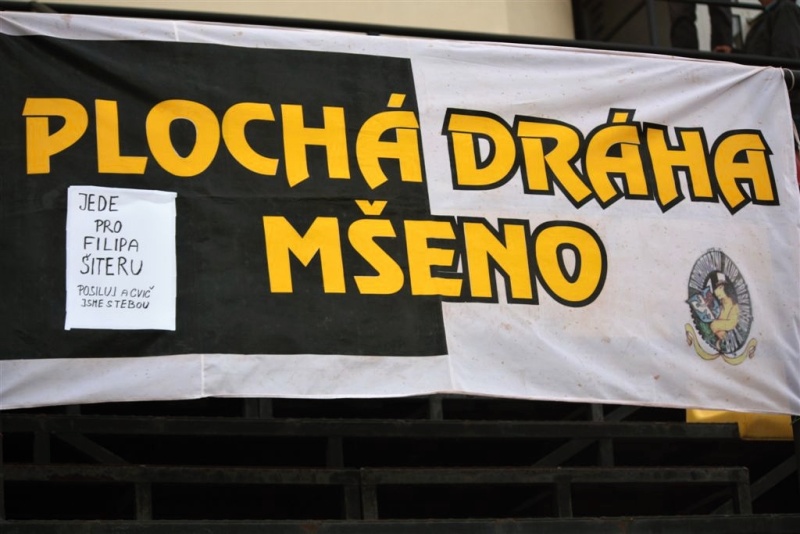 PLOCHÁ DRÁHA
MŠENO
JEDE
PRO
FILIPA
ŠITERU
POSILUJ A CVIČ
JSME S TEBOU